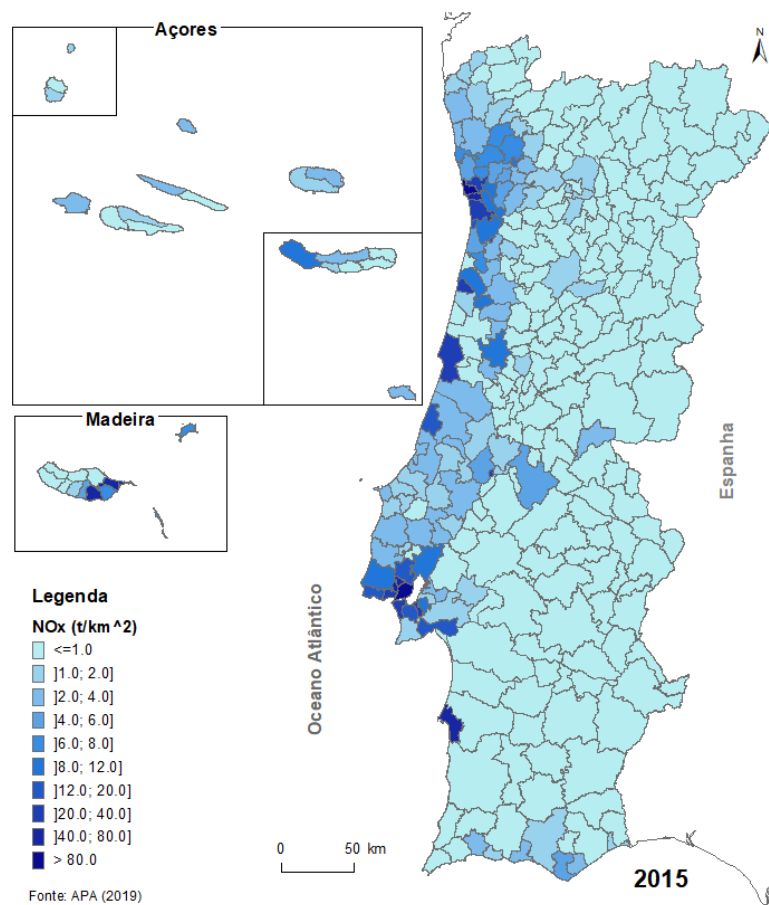 Açores
N
Madeira
Espanha
Oceano Atlântico
Legenda
NOx (t/km^2)
<=1.0
]1.0; 2.0]
]2.0; 4.0]
]4.0; 6.0]
]6.0; 8.0]
]8.0; 12.0]
]12.0; 20.0]
]20.0; 40.0]
]40.0; 80.0]
> 80.0
0 50 km
2015
Fonte: APA (2019)